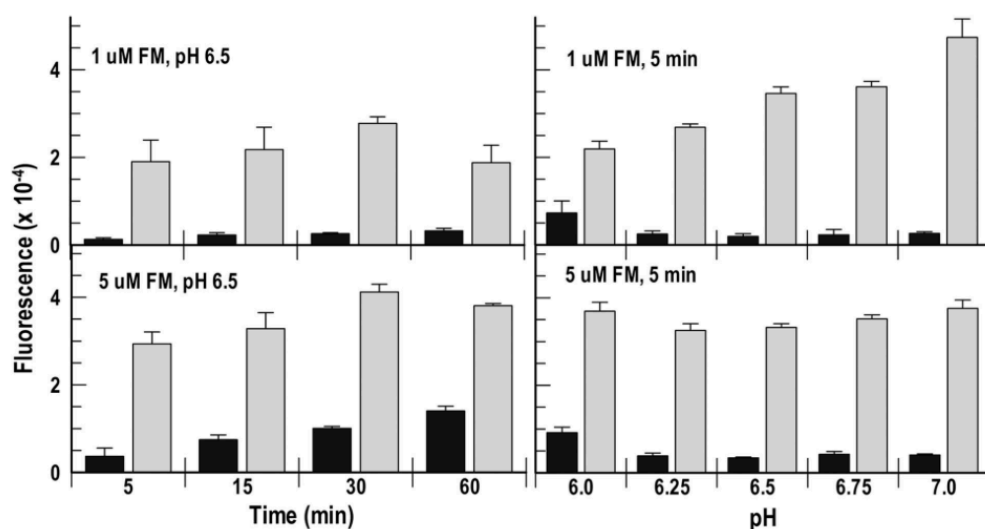 Fluorescence (x 10⁻⁴)
1 uM FM, pH 6.5
4
2
0
1 uM FM, 5 min
5 uM FM, pH 6.5
4
2
0
5 uM FM, 5 min
5 15 30 60
Time (min)
6.0 6.25 6.5 6.75 7.0
pH